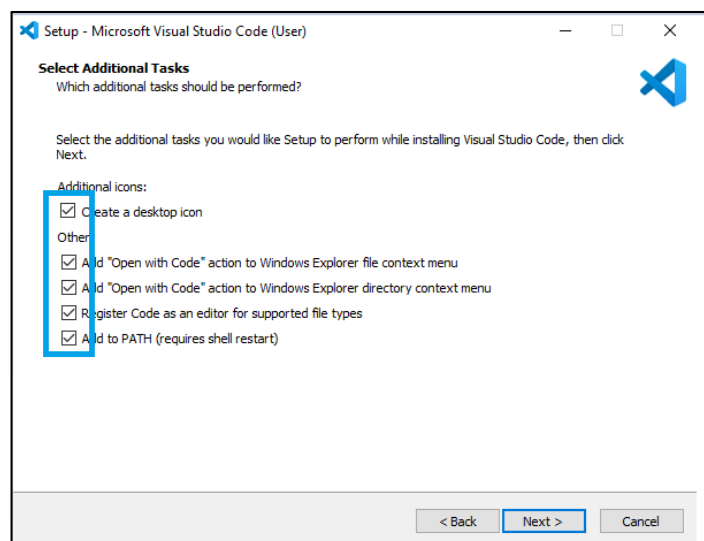 Setup - Microsoft Visual Studio Code (User)
Select Additional Tasks
Which additional tasks should be performed?
Select the additional tasks you would like Setup to perform while installing Visual Studio Code, then click
Next.
Additional icons:
Create a desktop icon
Other
Add "Open with Code" action to Windows Explorer file context menu
Add "Open with Code" action to Windows Explorer directory context menu
Register Code as an editor for supported file types
Add to PATH (requires shell restart)
< Back Next > Cancel